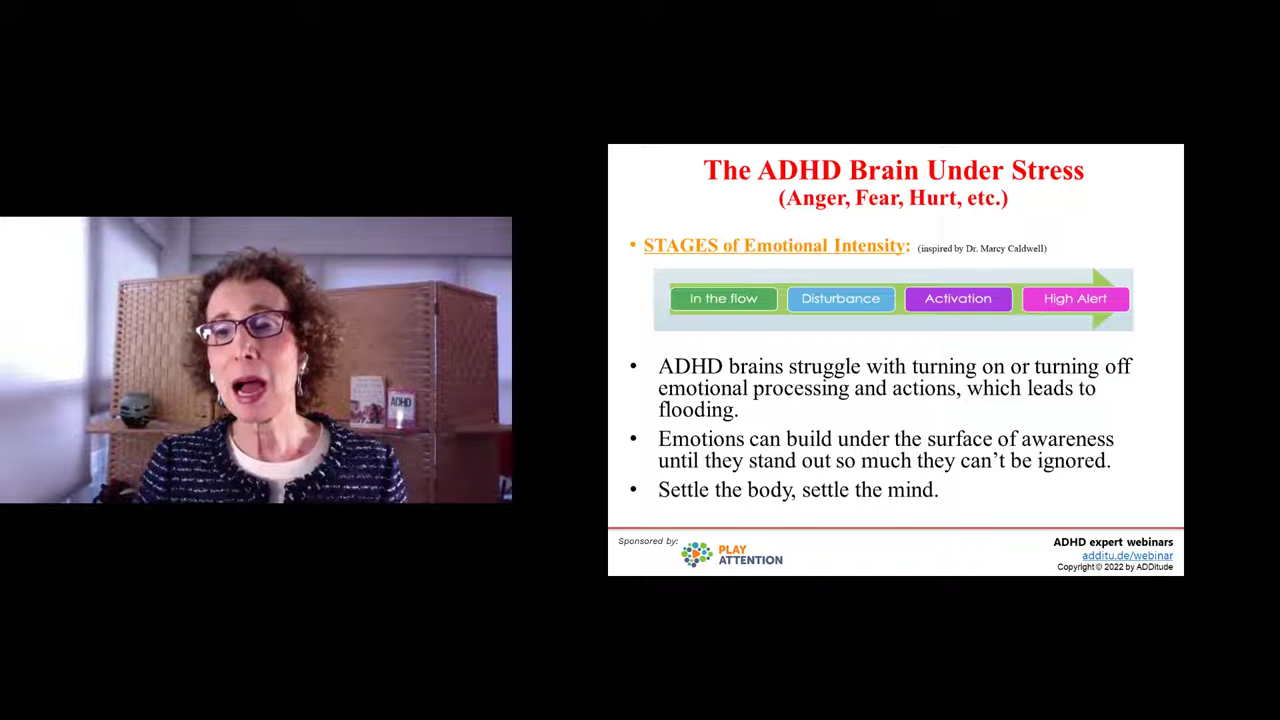 The ADHD Brain Under Stress
(Anger, Fear, Hurt, etc.)
• STAGES of Emotional Intensity: (inspired by Dr. Marcy Caldwell)
In the flow
Disturbance
Activation
High Alert
• ADHD brains struggle with turning on or turning off
emotional processing and actions, which leads to
flooding.
• Emotions can build under the surface of awareness
until they stand out so much they can’t be ignored.
• Settle the body, settle the mind.
Sponsored by:
PLAY
ATTENTION
ADHD expert webinars
additu.de/webinar
Copyright © 2022 by ADDitude
ADHD